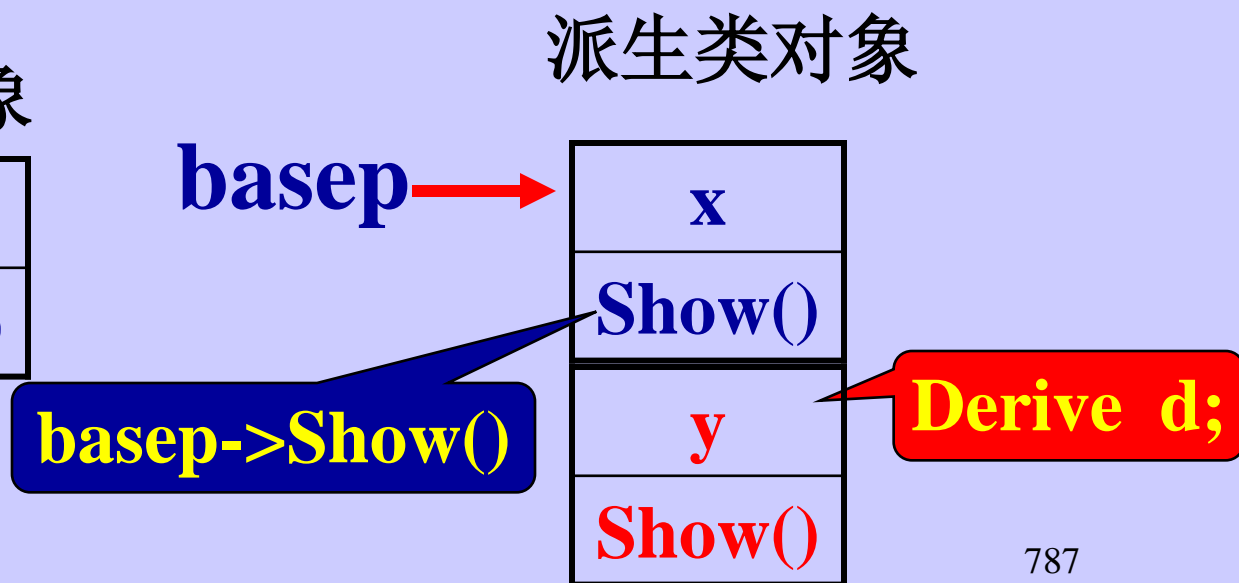 派生类对象
象
basep
x
Show()
basep->Show()
y
Derive d;
Show()
787